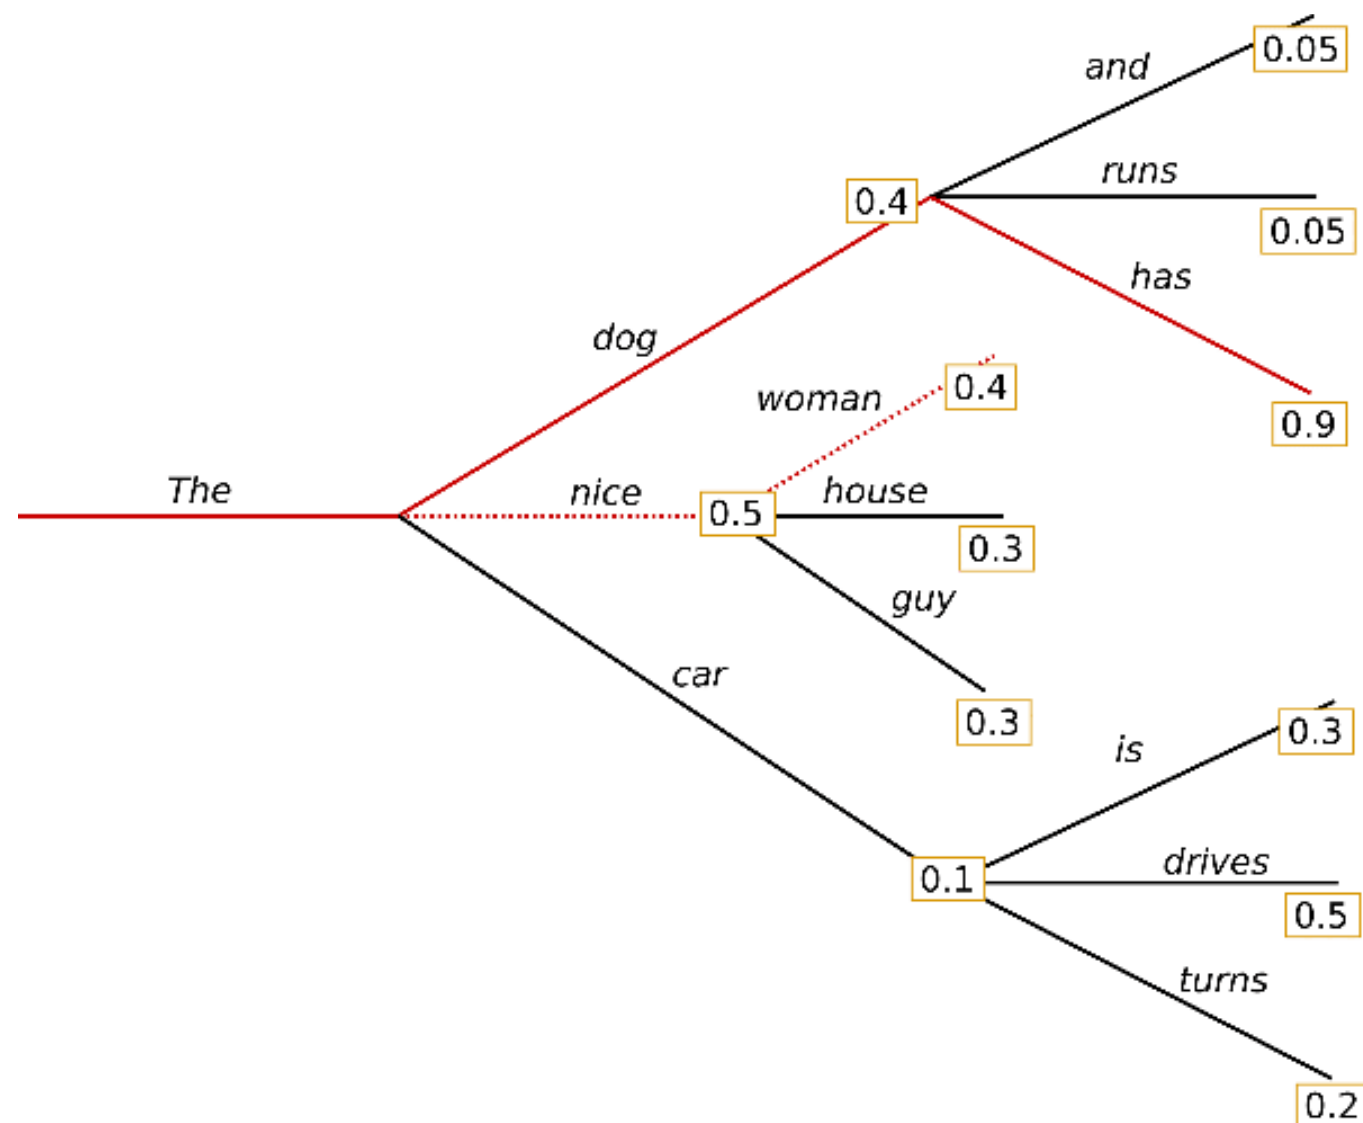 0.05
and
runs
0.4
0.05
has
dog
woman
0.4
0.9
The
nice
0.5
house
0.3
guy
car
0.3
is
0.3
drives
0.1
0.5
turns
0.2